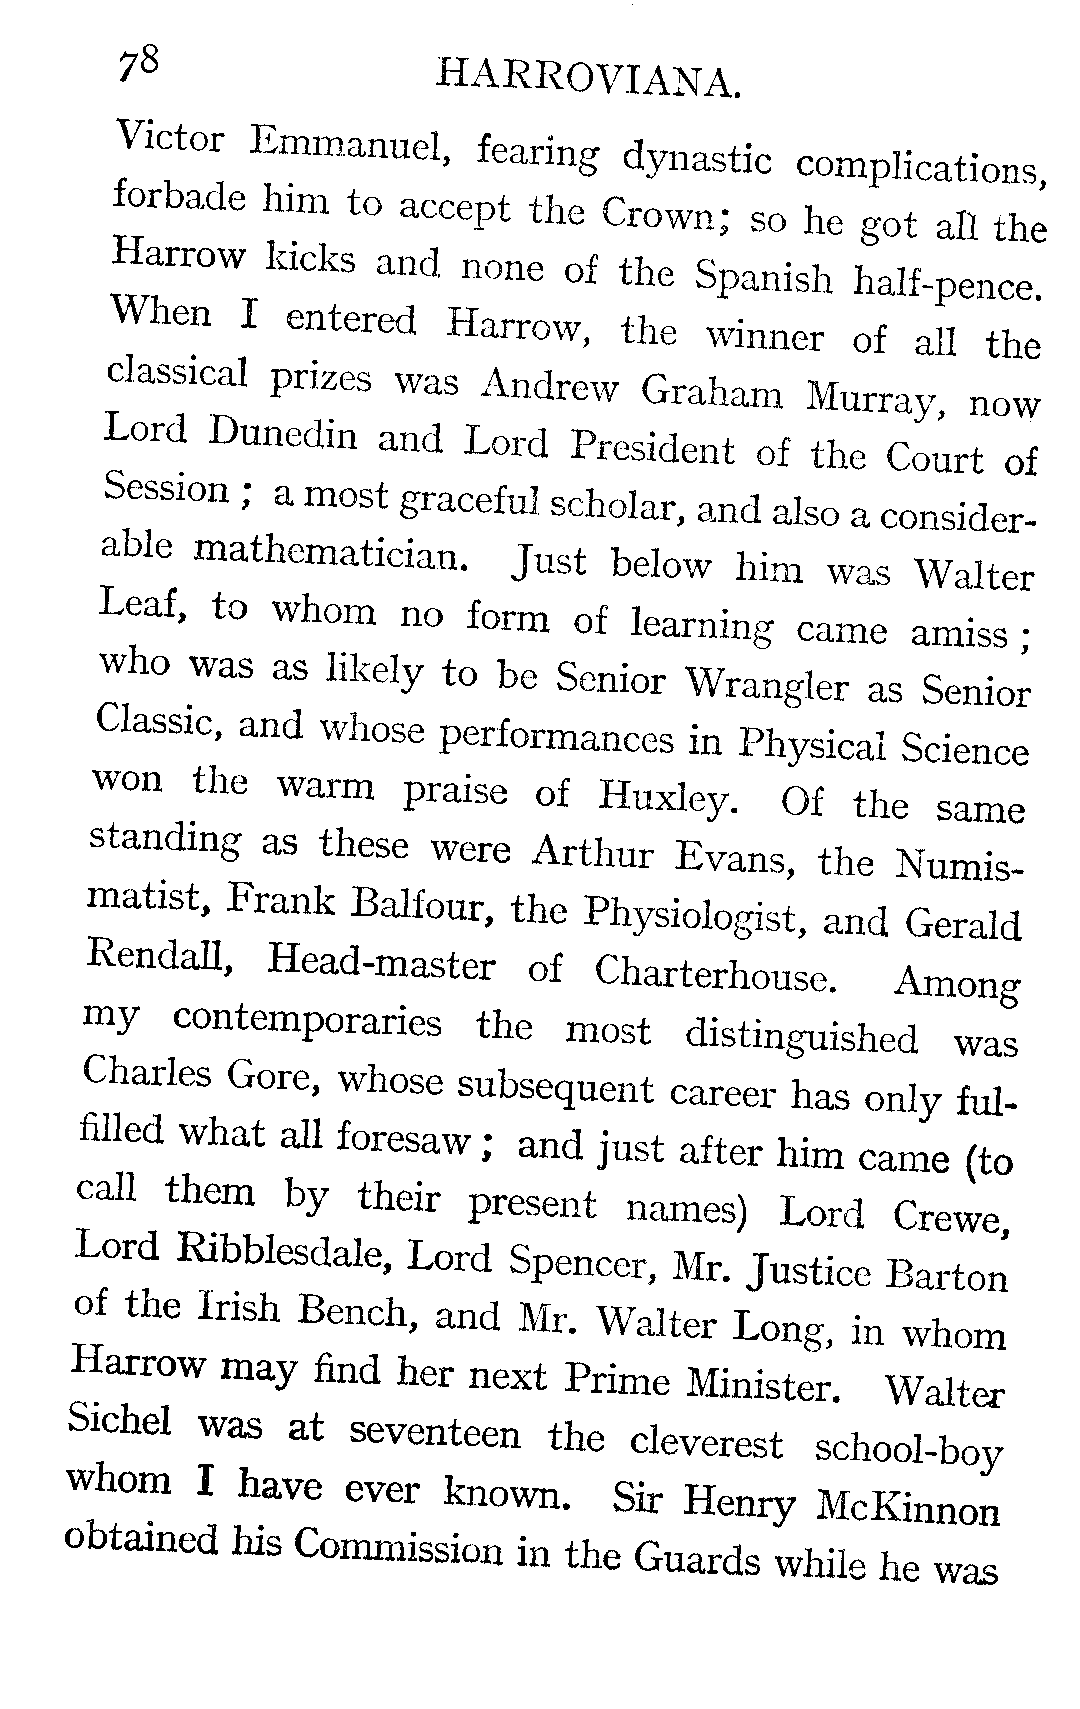 78
HARROVIANA.
Victor Emmanuel, fearing dynastic complications,
forbade him to accept the Crown; so he got all the
Harrow kicks and none of the Spanish half-pence.
When I entered Harrow, the winner of all the
classical prizes was Andrew Graham Murray, now
Lord Dunedin and Lord President of the Court of
Session ; a most graceful scholar, and also a consider-
able mathematician. Just below him was Walter
Leaf, to whom no form of learning came amiss ;
who was as likely to be Senior Wrangler as Senior
Classic, and whose performances in Physical Science
won the warm praise of Huxley. Of the same
standing as these were Arthur Evans, the Numis-
matist, Frank Balfour, the Physiologist, and Gerald
Rendall, Head-master of Charterhouse. Among
my contemporaries the most distinguished was
Charles Gore, whose subsequent career has only ful-
filled what all foresaw ; and just after him came (to
call them by their present names) Lord Crewe,
Lord Ribblesdale, Lord Spencer, Mr. Justice Barton
of the Irish Bench, and Mr. Walter Long, in whom
Harrow may find her next Prime Minister. Walter
Sichel was at seventeen the cleverest school-boy
whom I have ever known. Sir Henry McKinnon
obtained his Commission in the Guards while he was